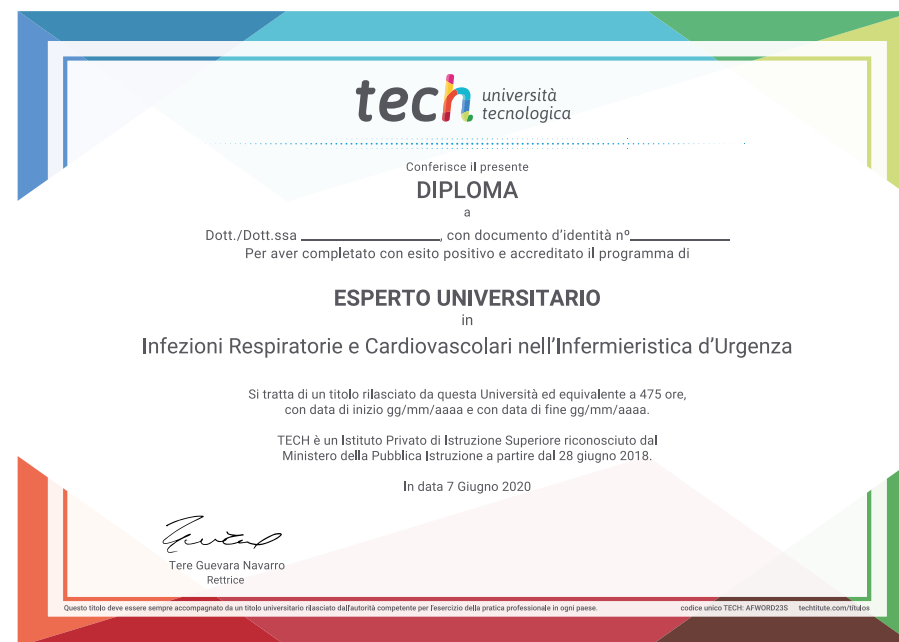 tech università
tecnologica
Conferisce il presente
DIPLOMA
a
Dott./Dott.ssa ____________, con documento d'identità nº____________
Per aver completato con esito positivo e accreditato il programma di
ESPERTO UNIVERSITARIO
in
Infezioni Respiratorie e Cardiovascolari nell'Infermieristica d'Urgenza
Si tratta di un titolo rilasciato da questa Università ed equivalente a 475 ore,
con data di inizio gg/mm/aaaa e con data di fine gg/mm/aaaa.
TECH è un Istituto Privato di Istruzione Superiore riconosciuto dal
Ministero della Pubblica Istruzione a partire dal 28 giugno 2018.
In data 7 Giugno 2020
Tere Guevara Navarro
Rettrice
Questo titolo deve essere sempre accompagnato da un titolo universitario rilasciato dall'autorità competente per l'esercizio della pratica professionale in ogni paese. codice unico TECH: AFWORD23S techtitute.com/títulos